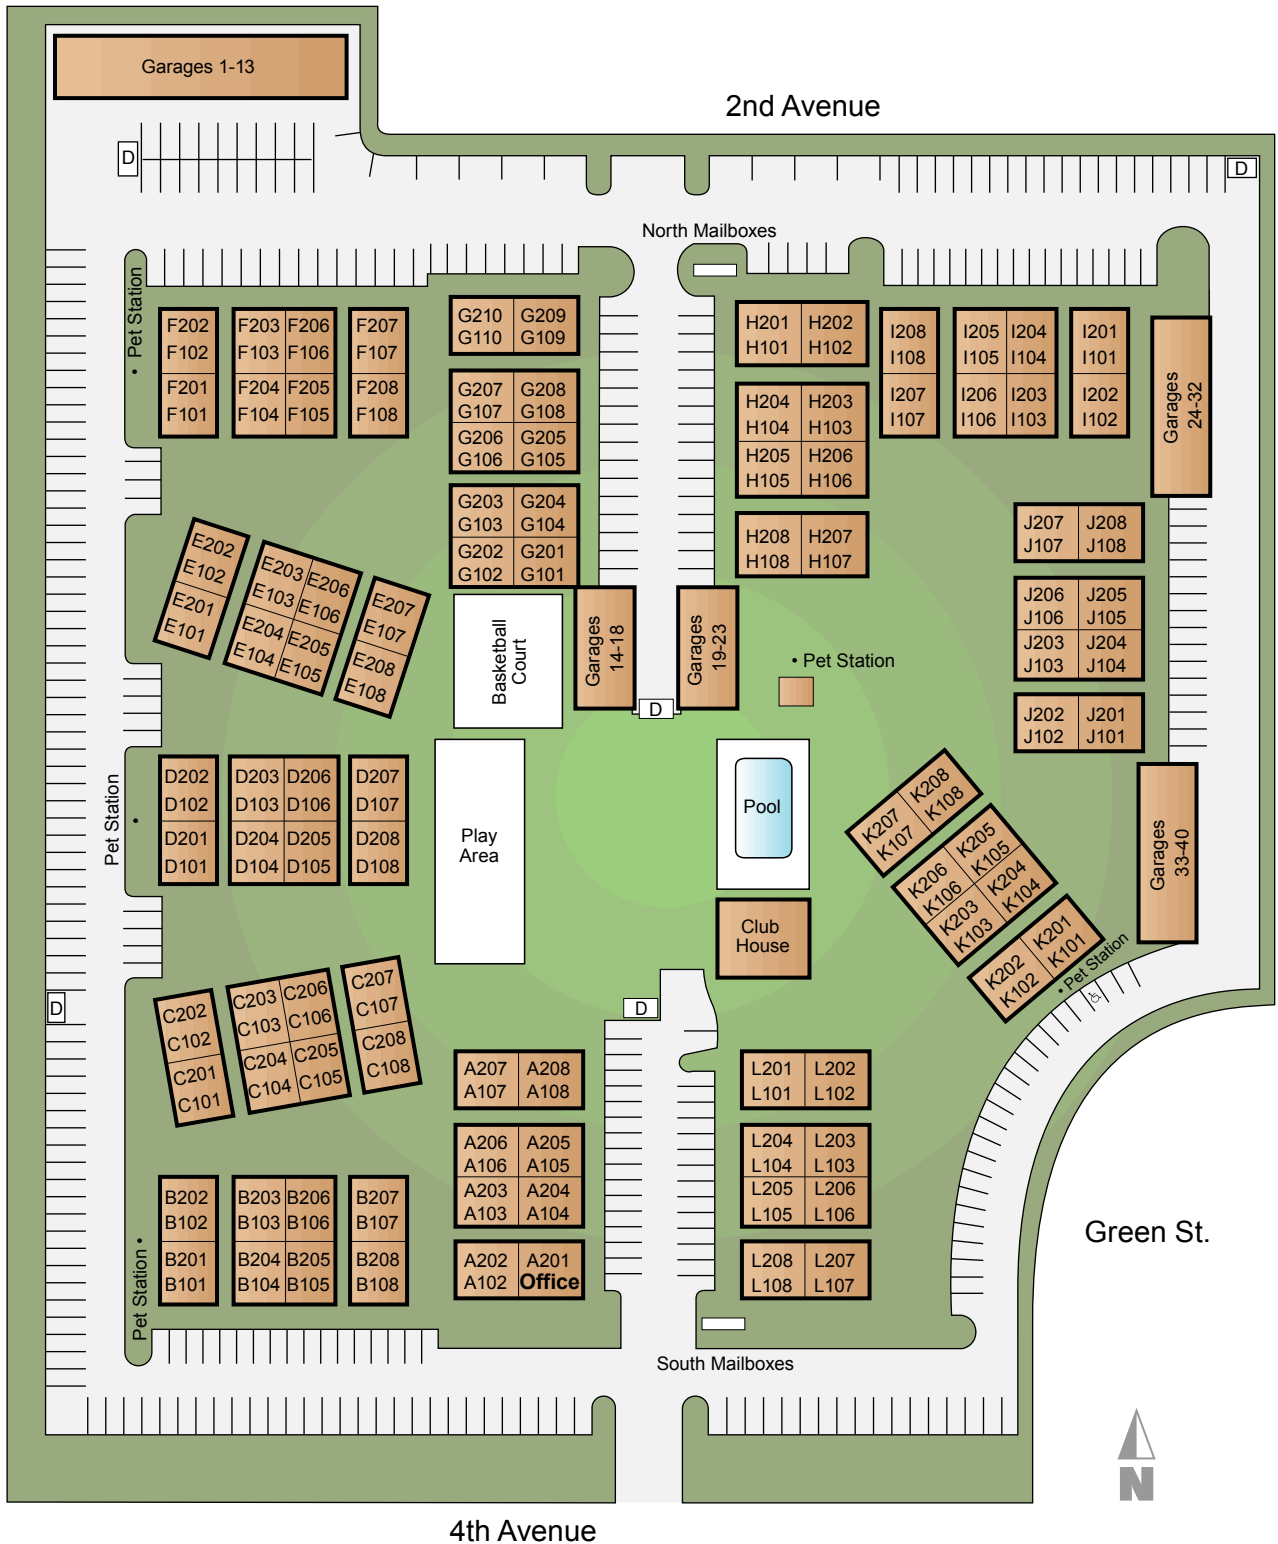 Garages 1-13
2nd Avenue
D
D
North Mailboxes
Pet Station
F202
F102
F201
F101
F203 F206
F103 F106
F204 F205
F104 F105
F207
F107
F208
F108
G210 G209
G110 G109
G207 G208
G107 G108
G206 G205
G106 G105
G203 G204
G103 G104
G202 G201
G102 G101
H201 H202
H101 H102
H204 H203
H104 H103
H205 H206
H105 H106
H208 H207
H108 H107
I208
I108
I207
I107
I205 I204
I105 I104
I206 I203
I106 I103
I201
I101
I202
I102
Garages
24-32
J207 J208
J107 J108
J206 J205
J106 J105
J203 J204
J103 J104
J202 J201
J102 J101
E202
E102
E201
E101
E203 E206
E103 E106
E204 E205
E104 E105
E207
E107
E208
E108
Basketball
Court
Garages
14-18
Garages
19-23
Pet Station
D
D202
D102
D201
D101
D203 D206
D103 D106
D204 D205
D104 D105
D207
D107
D208
D108
Pet Station
Play
Area
Pool
Club
House
K207 K208
K107 K108
K206 K205
K106 K105
K203 K204
K103 K104
K202 K201
K102 K101
Pet Station
Garages
33-40
D
D
C202
C102
C201
C101
C203 C206
C103 C106
C204 C205
C104 C105
C207
C107
C208
C108
A207 A208
A107 A108
A206 A205
A106 A105
A203 A204
A103 A104
A202 A201
A102 Office
L201 L202
L101 L102
L204 L203
L104 L103
L205 L206
L105 L106
L208 L207
L108 L107
B202
B102
B201
B101
B203 B206
B103 B106
B204 B205
B104 B105
B207
B107
B208
B108
Pet Station
Green St.
South Mailboxes
N
4th Avenue